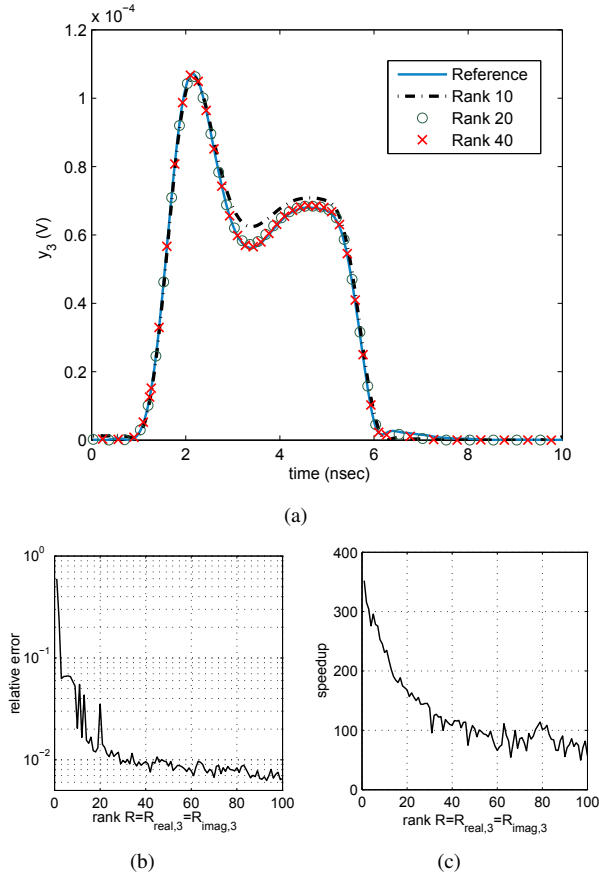 x 10⁻⁴
1.2
1
0.8
0.6
0.4
0.2
0
y₃ (V)
Reference
Rank 10
Rank 20
Rank 40
0 2 4 6 8 10
time (nsec)
(a)
10⁰
10⁻¹
10⁻²
relative error
0 20 40 60 80 100
rank R=R_real,3=R_imag,3
(b)
400
300
200
100
0
speedup
0 20 40 60 80 100
rank R=R_real,3=R_imag,3
(c)